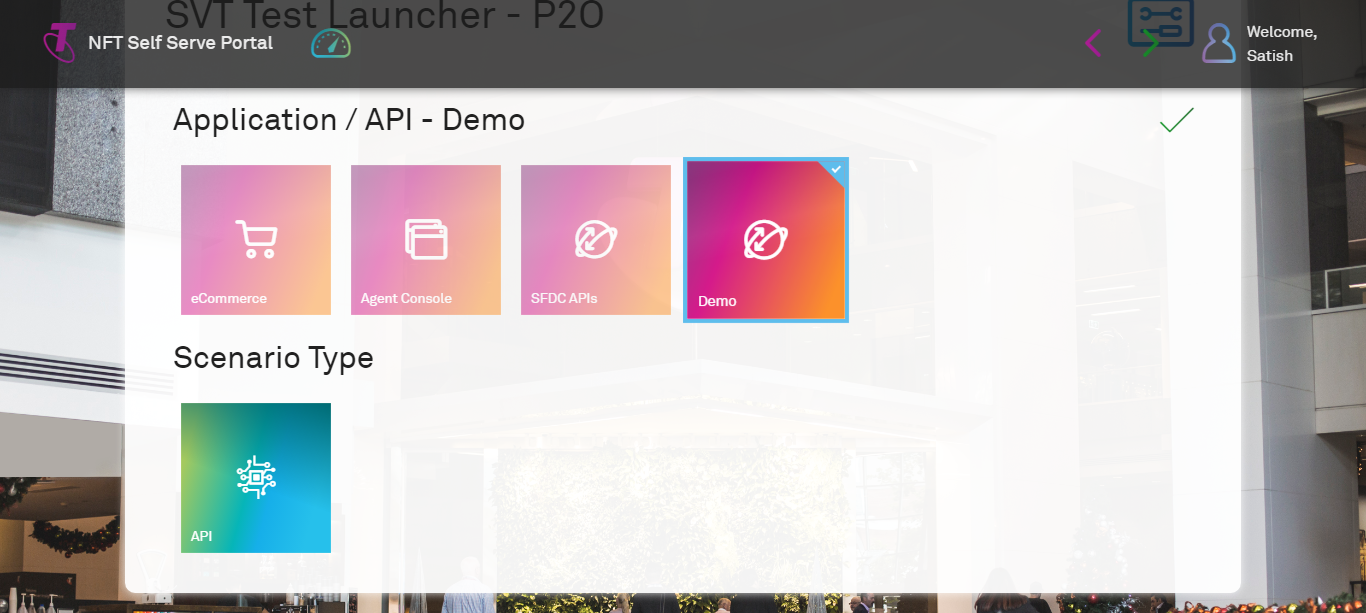 SVT Test Launcher - P2O
NFT Self Serve Portal
Welcome,
Satish
Application / API - Demo
eCommerce
Agent Console
SFDC APIs
Demo
Scenario Type
API